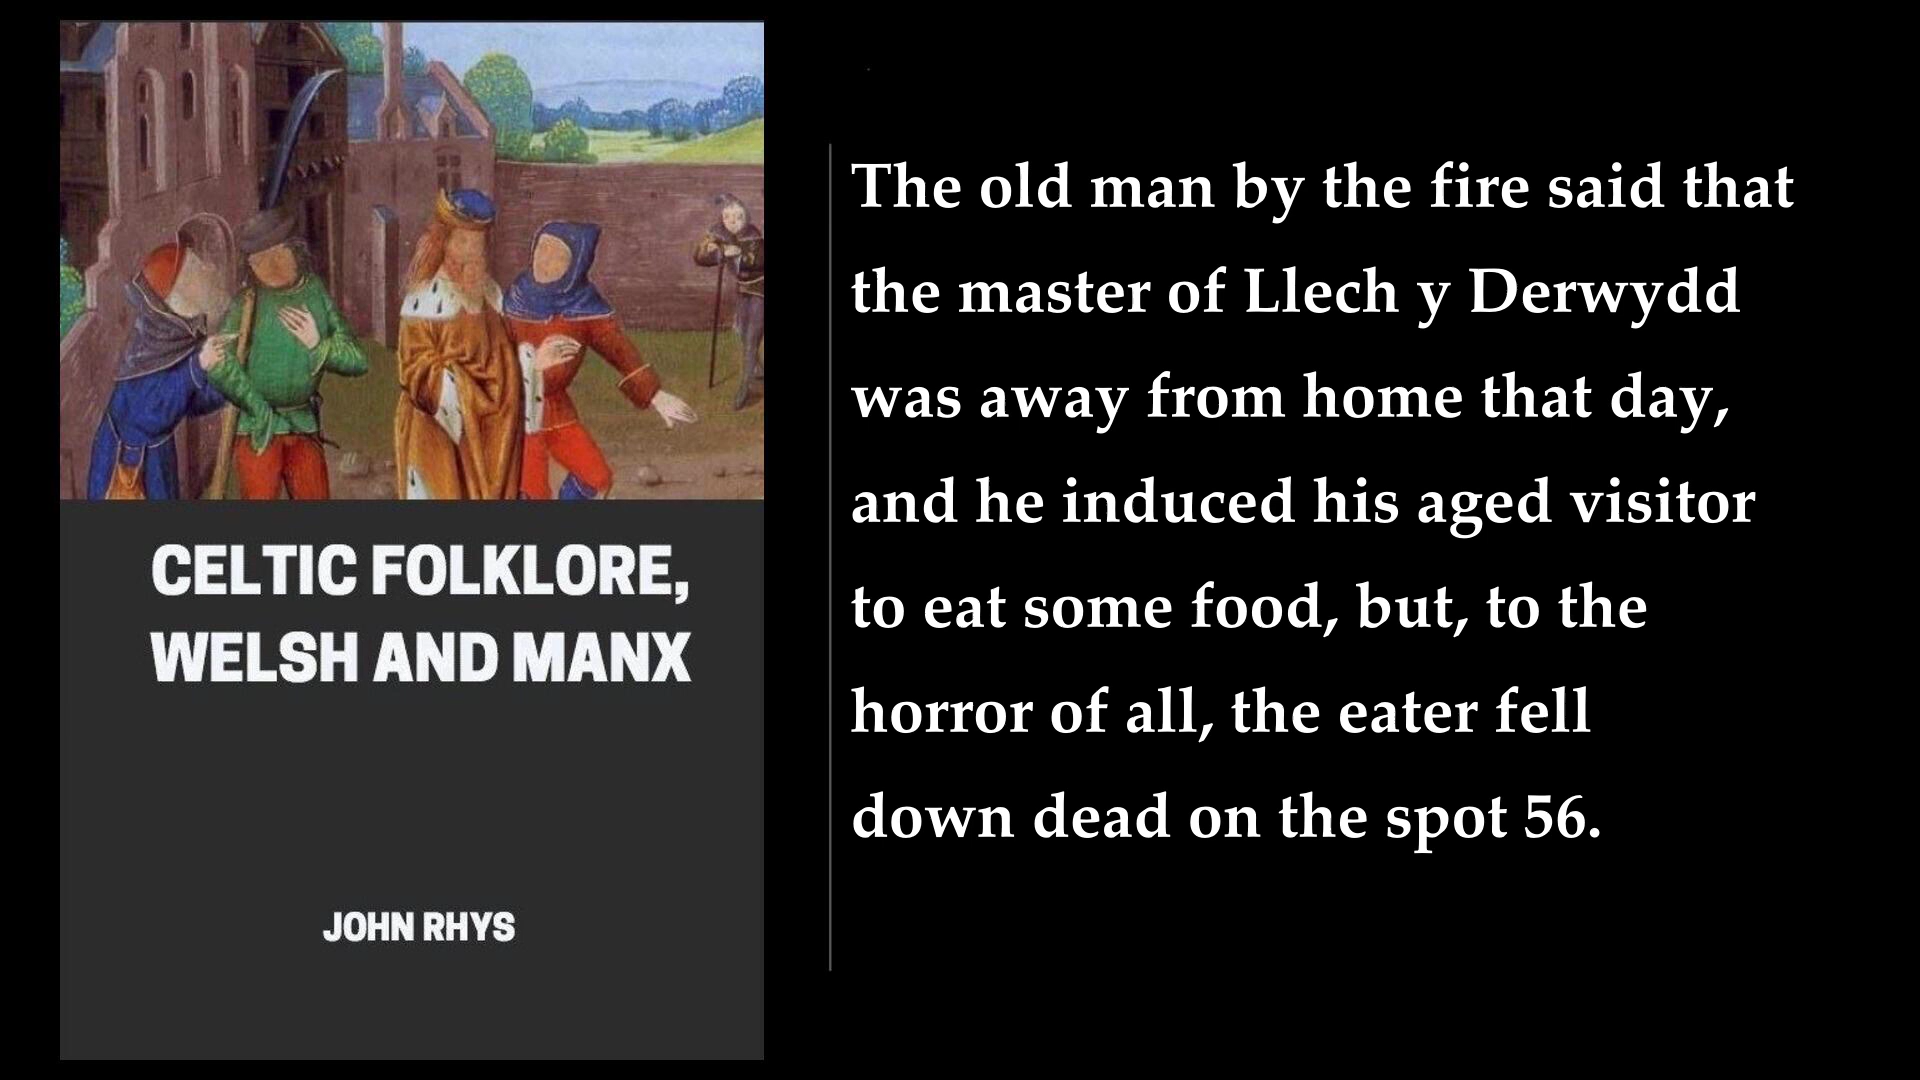 CELTIC FOLKLORE,
WELSH AND MANX
JOHN RHYS
The old man by the fire said that
the master of Llech y Derwydd
was away from home that day,
and he induced his aged visitor
to eat some food, but, to the
horror of all, the eater fell
down dead on the spot 56.